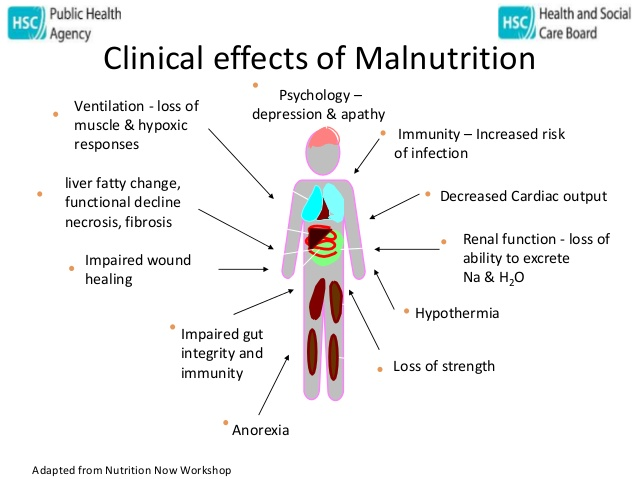 HSC Public Health
Agency
HSC Health and Social
Care Board
Clinical effects of Malnutrition
• Psychology –
depression & apathy
• Ventilation - loss of
muscle & hypoxic
responses
• Immunity – Increased risk
of infection
• liver fatty change,
functional decline
necrosis, fibrosis
• Decreased Cardiac output
• Renal function - loss of
ability to excrete
Na & H₂O
• Impaired wound
healing
• Hypothermia
• Impaired gut
integrity and
immunity
• Loss of strength
• Anorexia
Adapted from Nutrition Now Workshop